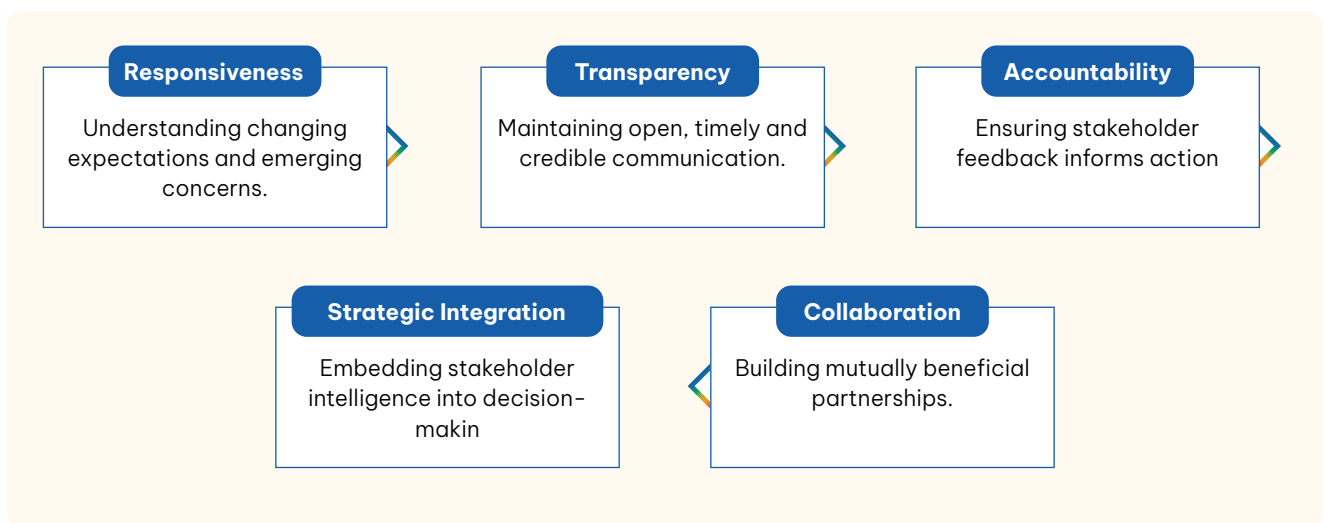 Responsiveness
Understanding changing
expectations and emerging
concerns.
Transparency
Maintaining open, timely and
credible communication.
Accountability
Ensuring stakeholder
feedback informs action
Strategic Integration
Embedding stakeholder
intelligence into decision-
makin
Collaboration
Building mutually beneficial
partnerships.